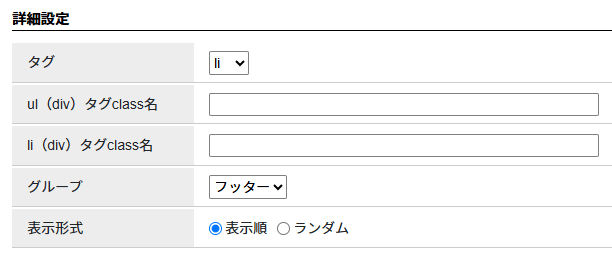 詳細設定
タグ li
ul（div）タグclass名
li（div）タグclass名
グループ フッター
表示形式 表示順 ランダム